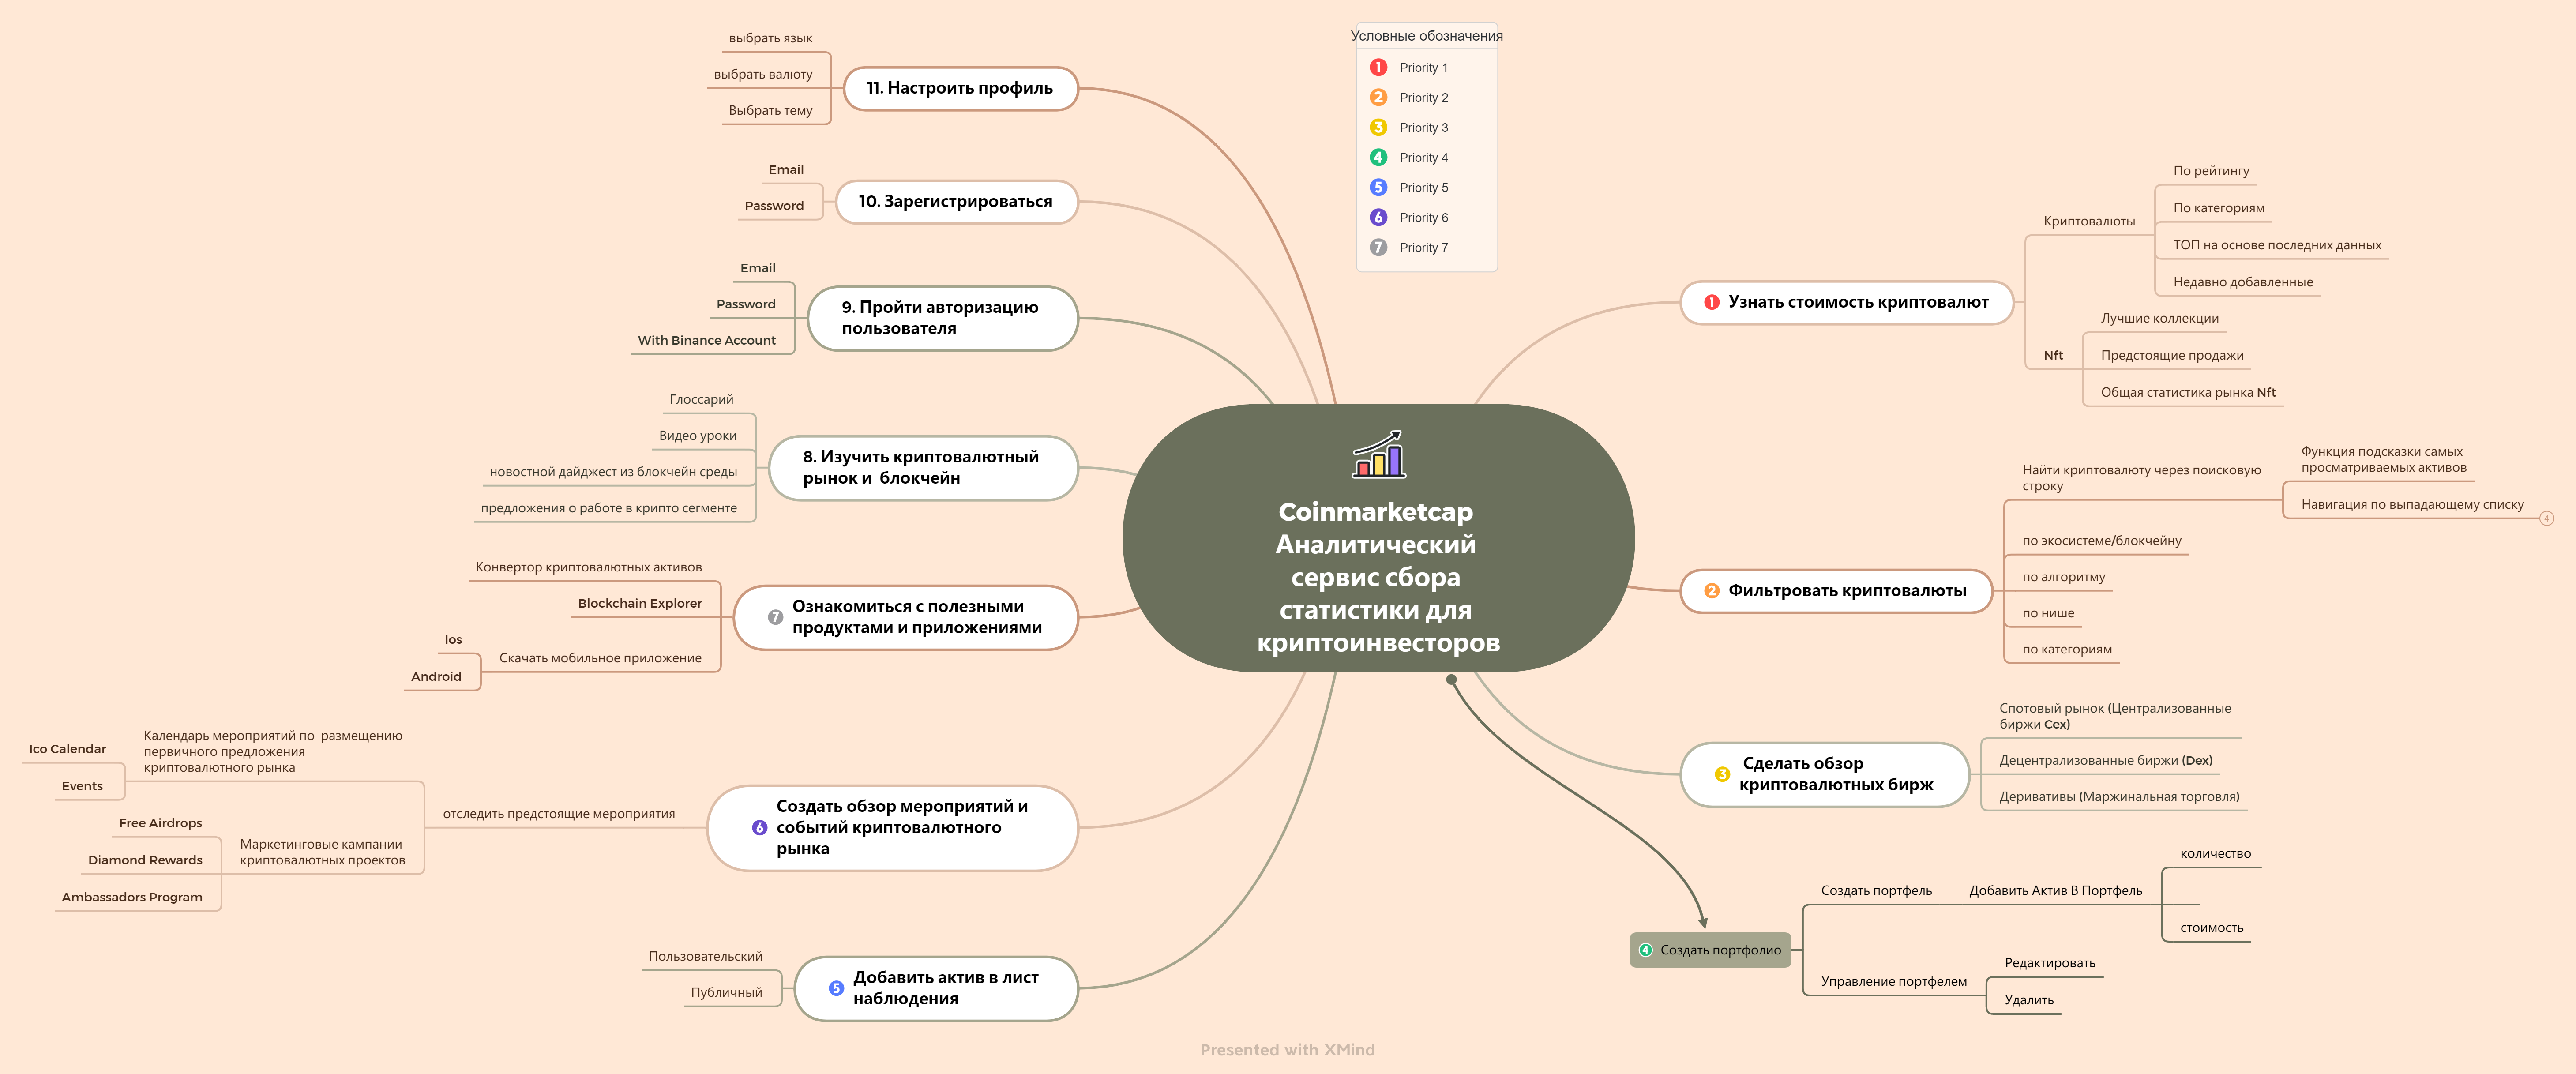 Условные обозначения
1 Priority 1
2 Priority 2
3 Priority 3
4 Priority 4
5 Priority 5
6 Priority 6
7 Priority 7
Coinmarketcap
Аналитический
сервис сбора
статистики для
криптоинвесторов
1 Узнать стоимость криптовалют
Криптовалюты
По рейтингу
По категориям
ТОП на основе последних данных
Недавно добавленные
Nft
Лучшие коллекции
Предстоящие продажи
Общая статистика рынка Nft
2 Фильтровать криптовалюты
Найти криптовалюту через поисковую
строку
Функция подсказки самых
просматриваемых активов
Навигация по выпадающему списку
4
по экосистеме/блокчейну
по алгоритму
по нише
по категориям
3 Сделать обзор
криптовалютных бирж
Спотовый рынок (Централизованные
биржи Cex)
Децентрализованные биржи (Dex)
Деривативы (Маржинальная торговля)
4 Создать портфолио
Создать портфель
Добавить Актив В Портфель
количество
стоимость
Управление портфелем
Редактировать
Удалить
5 Добавить актив в лист
наблюдения
Пользовательский
Публичный
6 Создать обзор мероприятий и
событий криптовалютного
рынка
отследить предстоящие мероприятия
Календарь мероприятий по  размещению
первичного предложения
криптовалютного рынка
Ico Calendar
Events
Маркетинговые кампании
криптовалютных проектов
Free Airdrops
Diamond Rewards
Ambassadors Program
7 Ознакомиться с полезными
продуктами и приложениями
Конвертор криптовалютных активов
Blockchain Explorer
Скачать мобильное приложение
Ios
Android
8. Изучить криптовалютный
рынок и  блокчейн
Глоссарий
Видео уроки
новостной дайджест из блокчейн среды
предложения о работе в крипто сегменте
9. Пройти авторизацию
пользователя
Email
Password
With Binance Account
10. Зарегистрироваться
Email
Password
11. Настроить профиль
выбрать язык
выбрать валюту
Выбрать тему
Presented with XMind